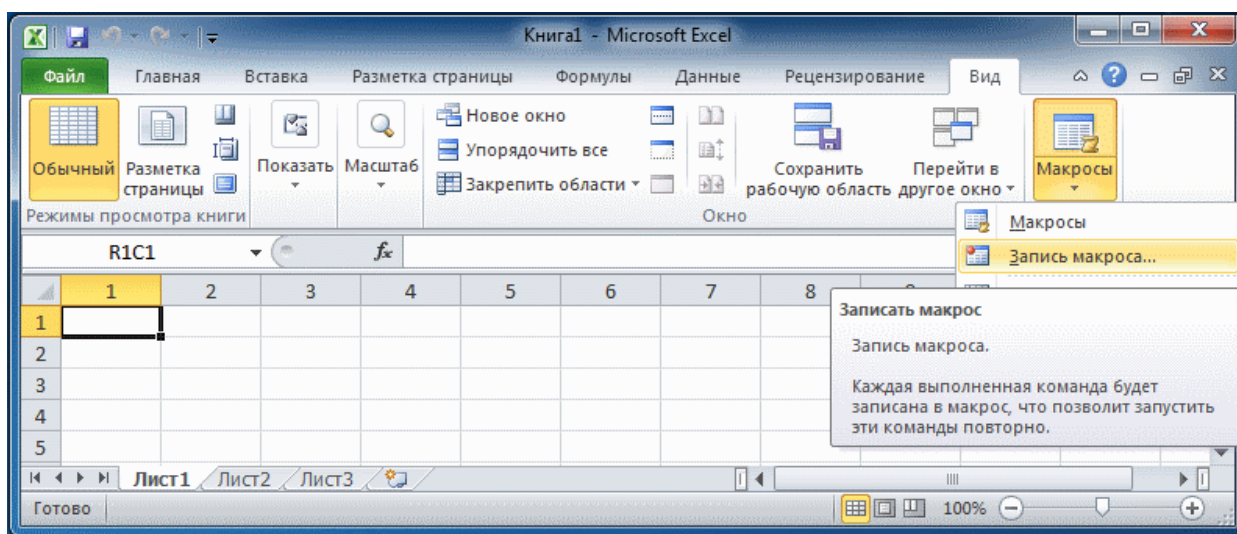 Книга1 - Microsoft Excel
Файл Главная Вставка Разметка страницы Формулы Данные Рецензирование Вид
Обычный
Разметка страницы
Показать
Масштаб
Новое окно
Упорядочить все
Закрепить области
Сохранить рабочую область
Перейти в другое окно
Макросы
Режимы просмотра книги
Окно
Макросы
Запись макроса...
R1C1
fx
1 2 3 4 5 6 7 8
1
2
3
4
5
Записать макрос
Запись макроса.
Каждая выполненная команда будет
записана в макрос, что позволит запустить
эти команды повторно.
Лист1 Лист2 Лист3
Готово
100%